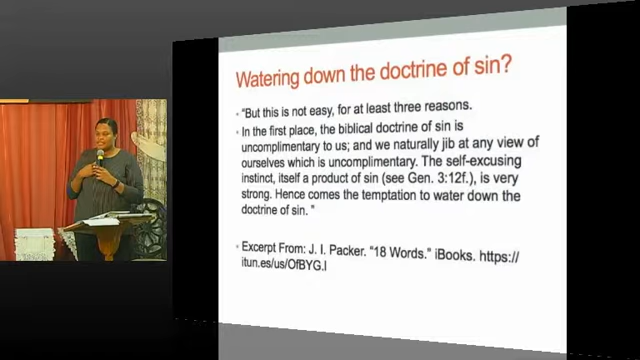 Watering down the doctrine of sin?
• "But this is not easy, for at least three reasons.
• In the first place, the biblical doctrine of sin is
uncomplimentary to us; and we naturally jib at any view of
ourselves which is uncomplimentary. The self-excusing
instinct, itself a product of sin (see Gen. 3:12f.), is very
strong. Hence comes the temptation to water down the
doctrine of sin. "
• Excerpt From: J. I. Packer. "18 Words." iBooks. https://
itun.es/us/OfBYG.l